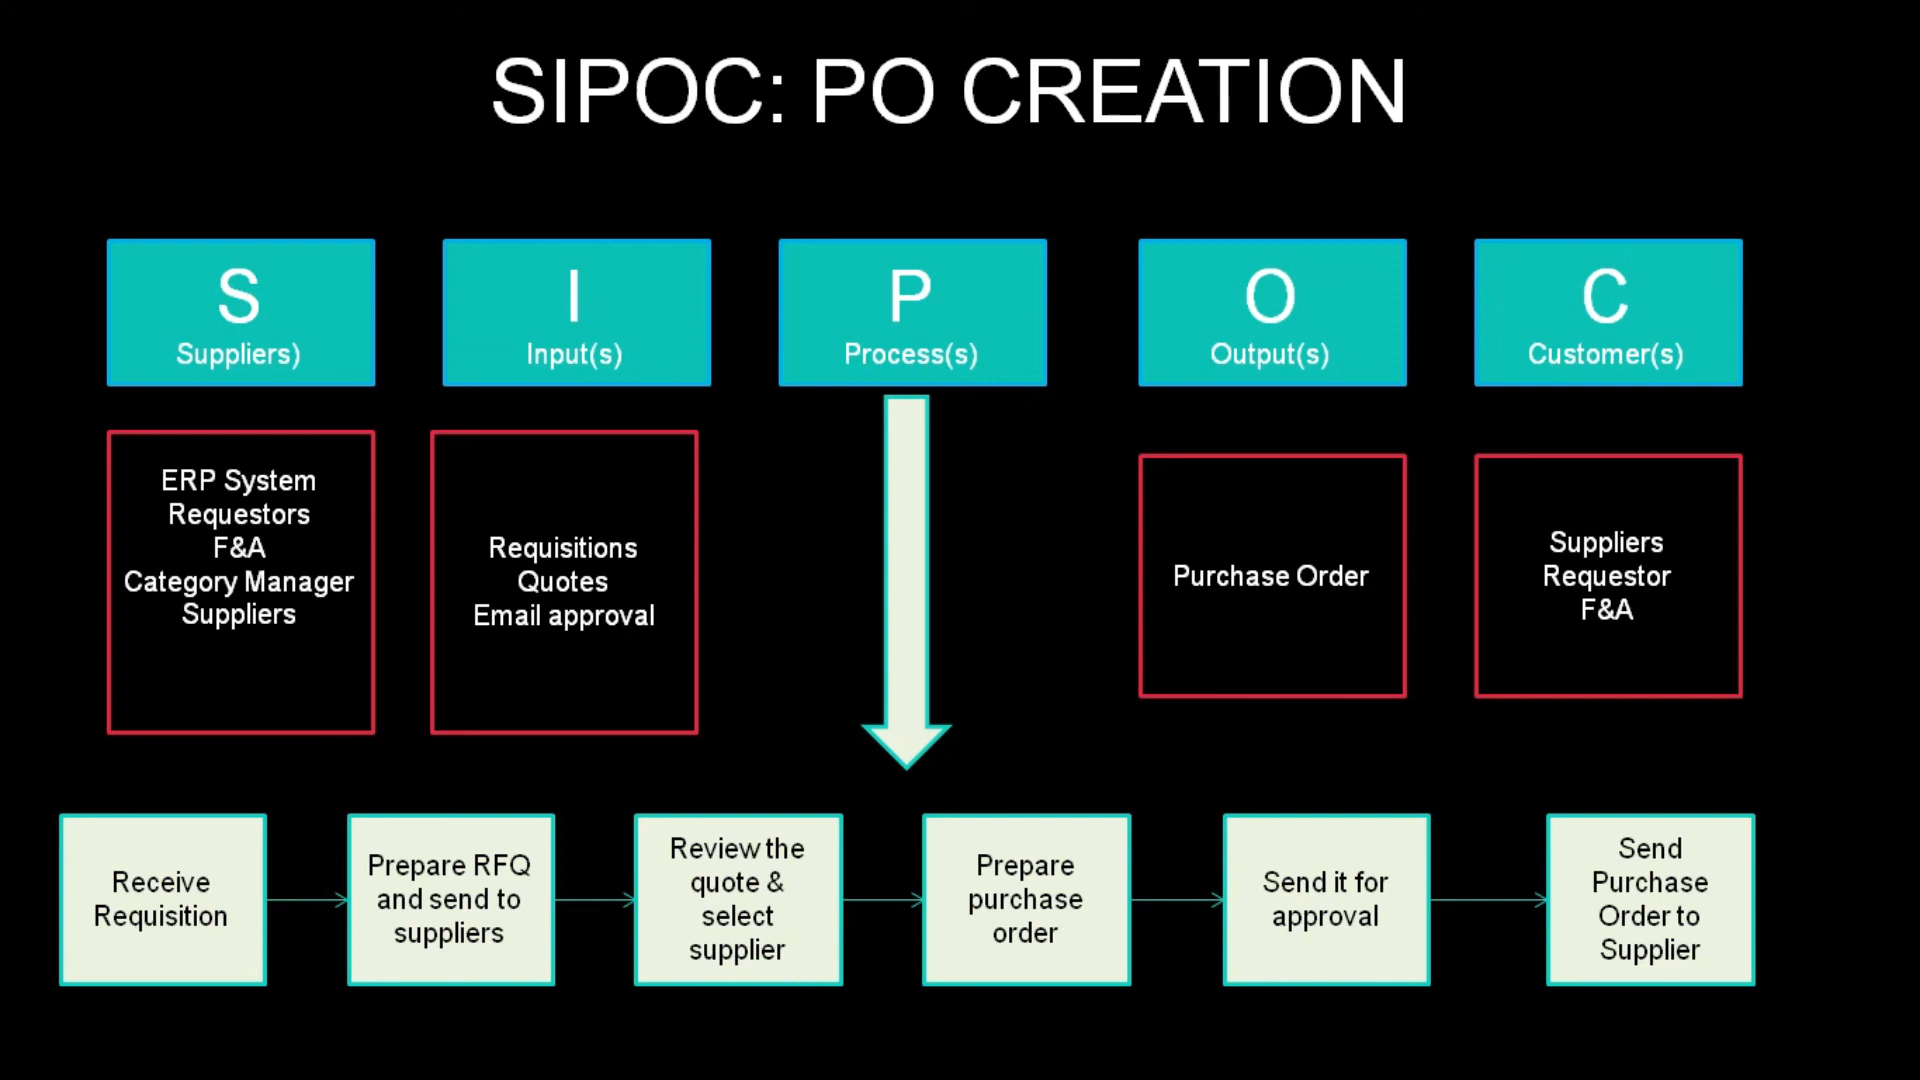 SIPOC: PO CREATION
S
Suppliers)
I
Input(s)
P
Process(s)
O
Output(s)
C
Customer(s)
ERP System
Requestors
F&A
Category Manager
Suppliers
Requisitions
Quotes
Email approval
Purchase Order
Suppliers
Requestor
F&A
Receive
Requisition
Prepare RFQ
and send to
suppliers
Review the
quote &
select
supplier
Prepare
purchase
order
Send it for
approval
Send
Purchase
Order to
Supplier